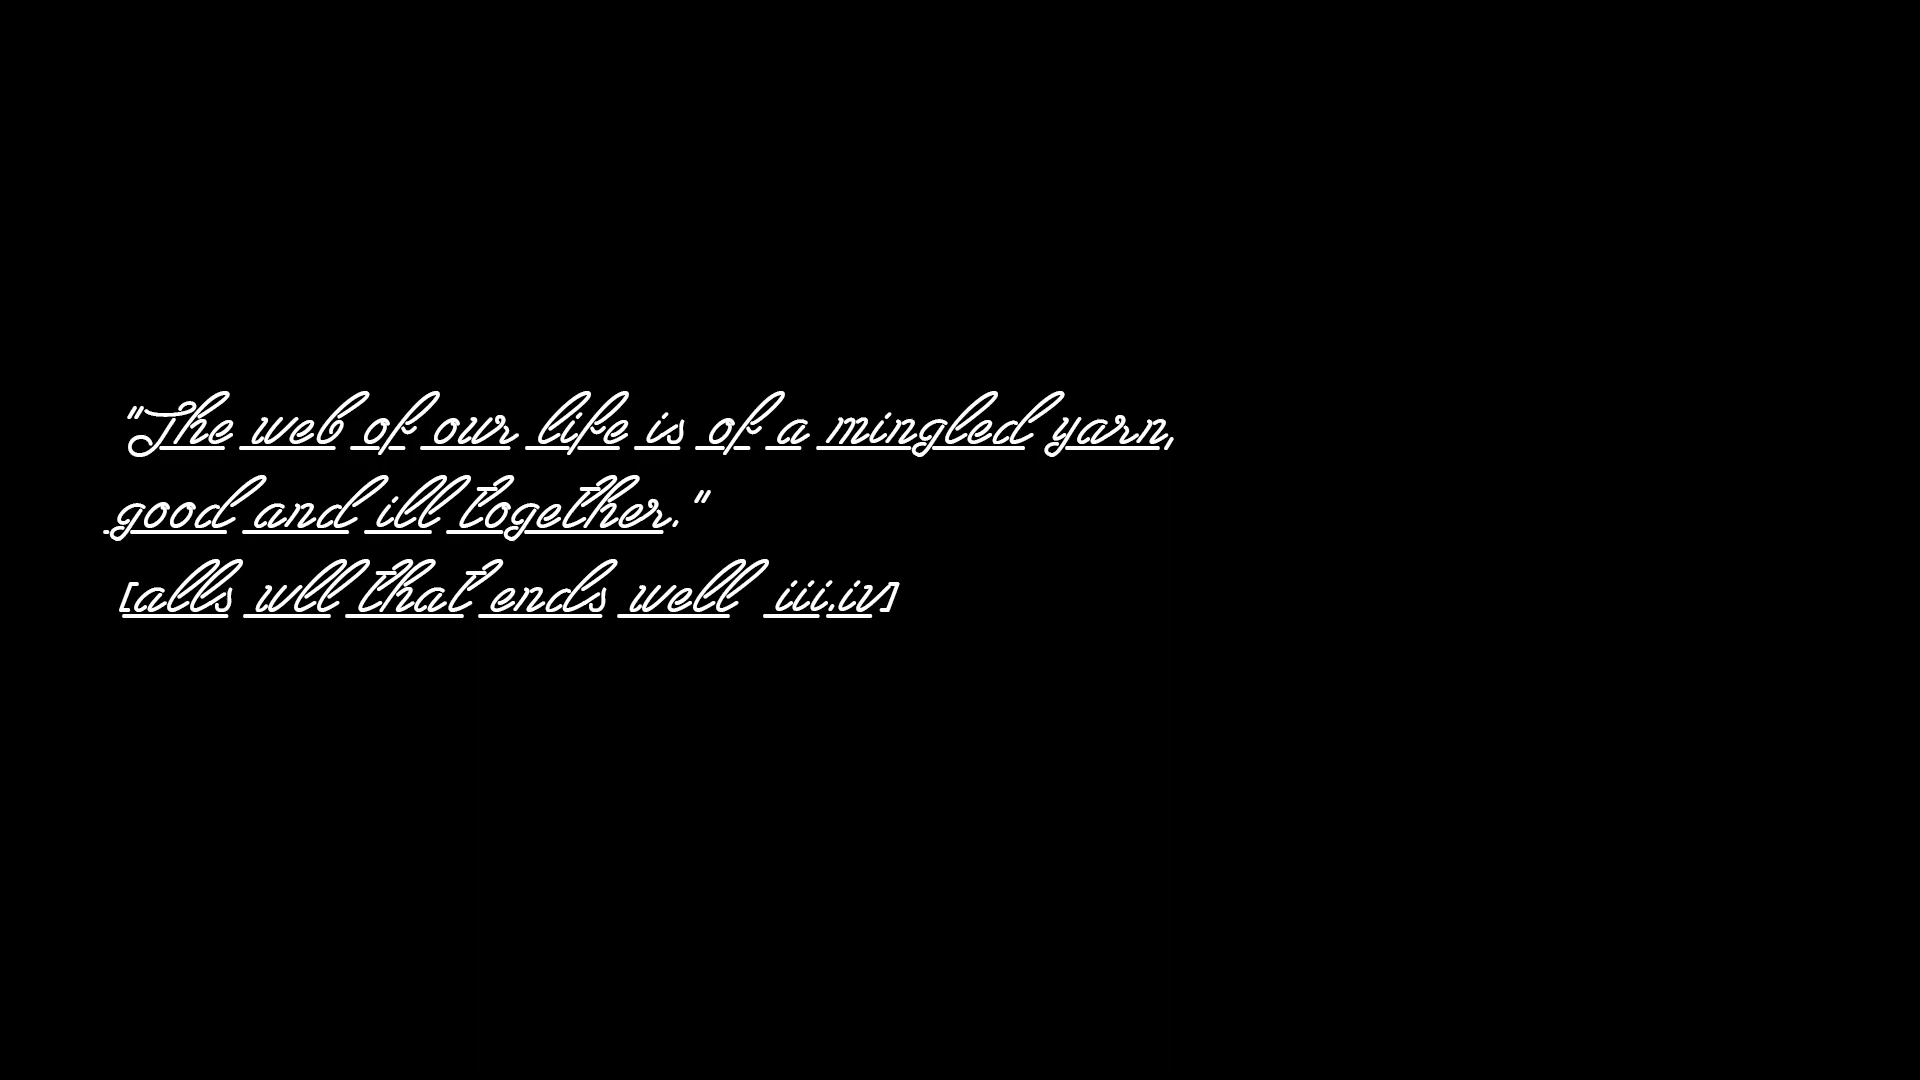 "The web of our life is of a mingled yarn,
good and ill together."
[alls wll that ends well  iii.iv]